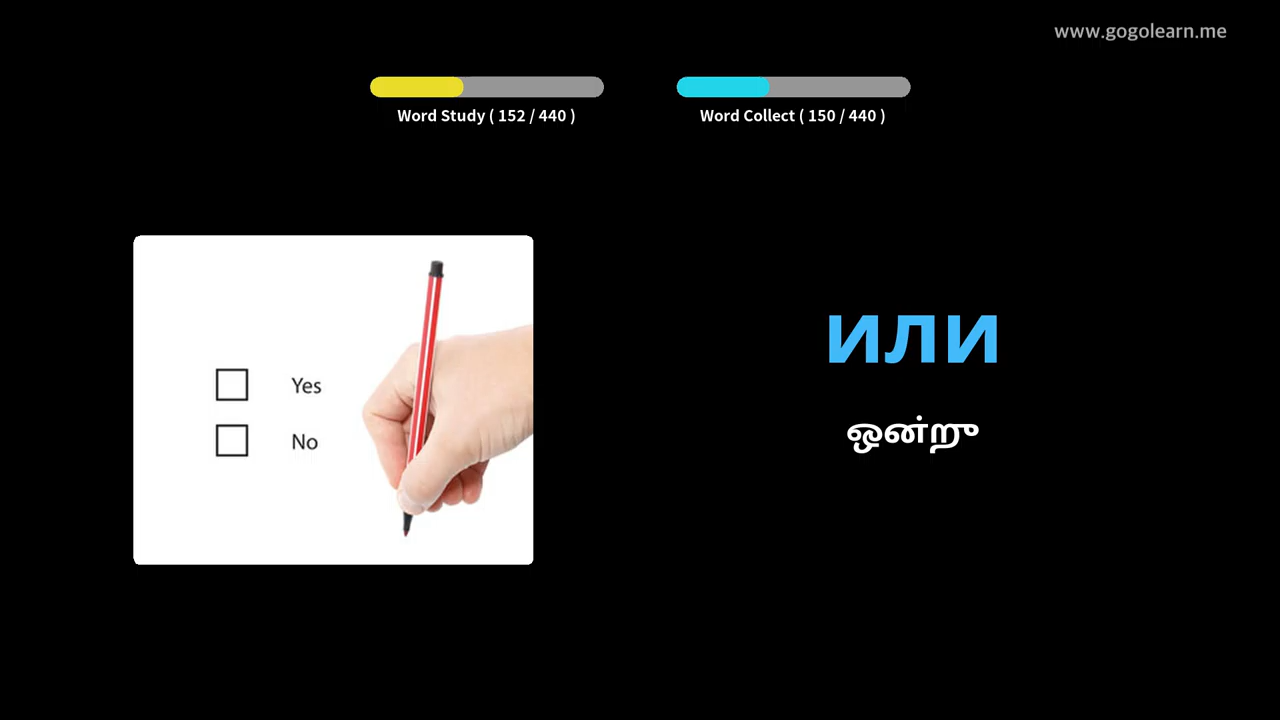 www.gogolearn.me
Word Study ( 152 / 440 )
Word Collect ( 150 / 440 )
Yes
No
или
ஒன்று